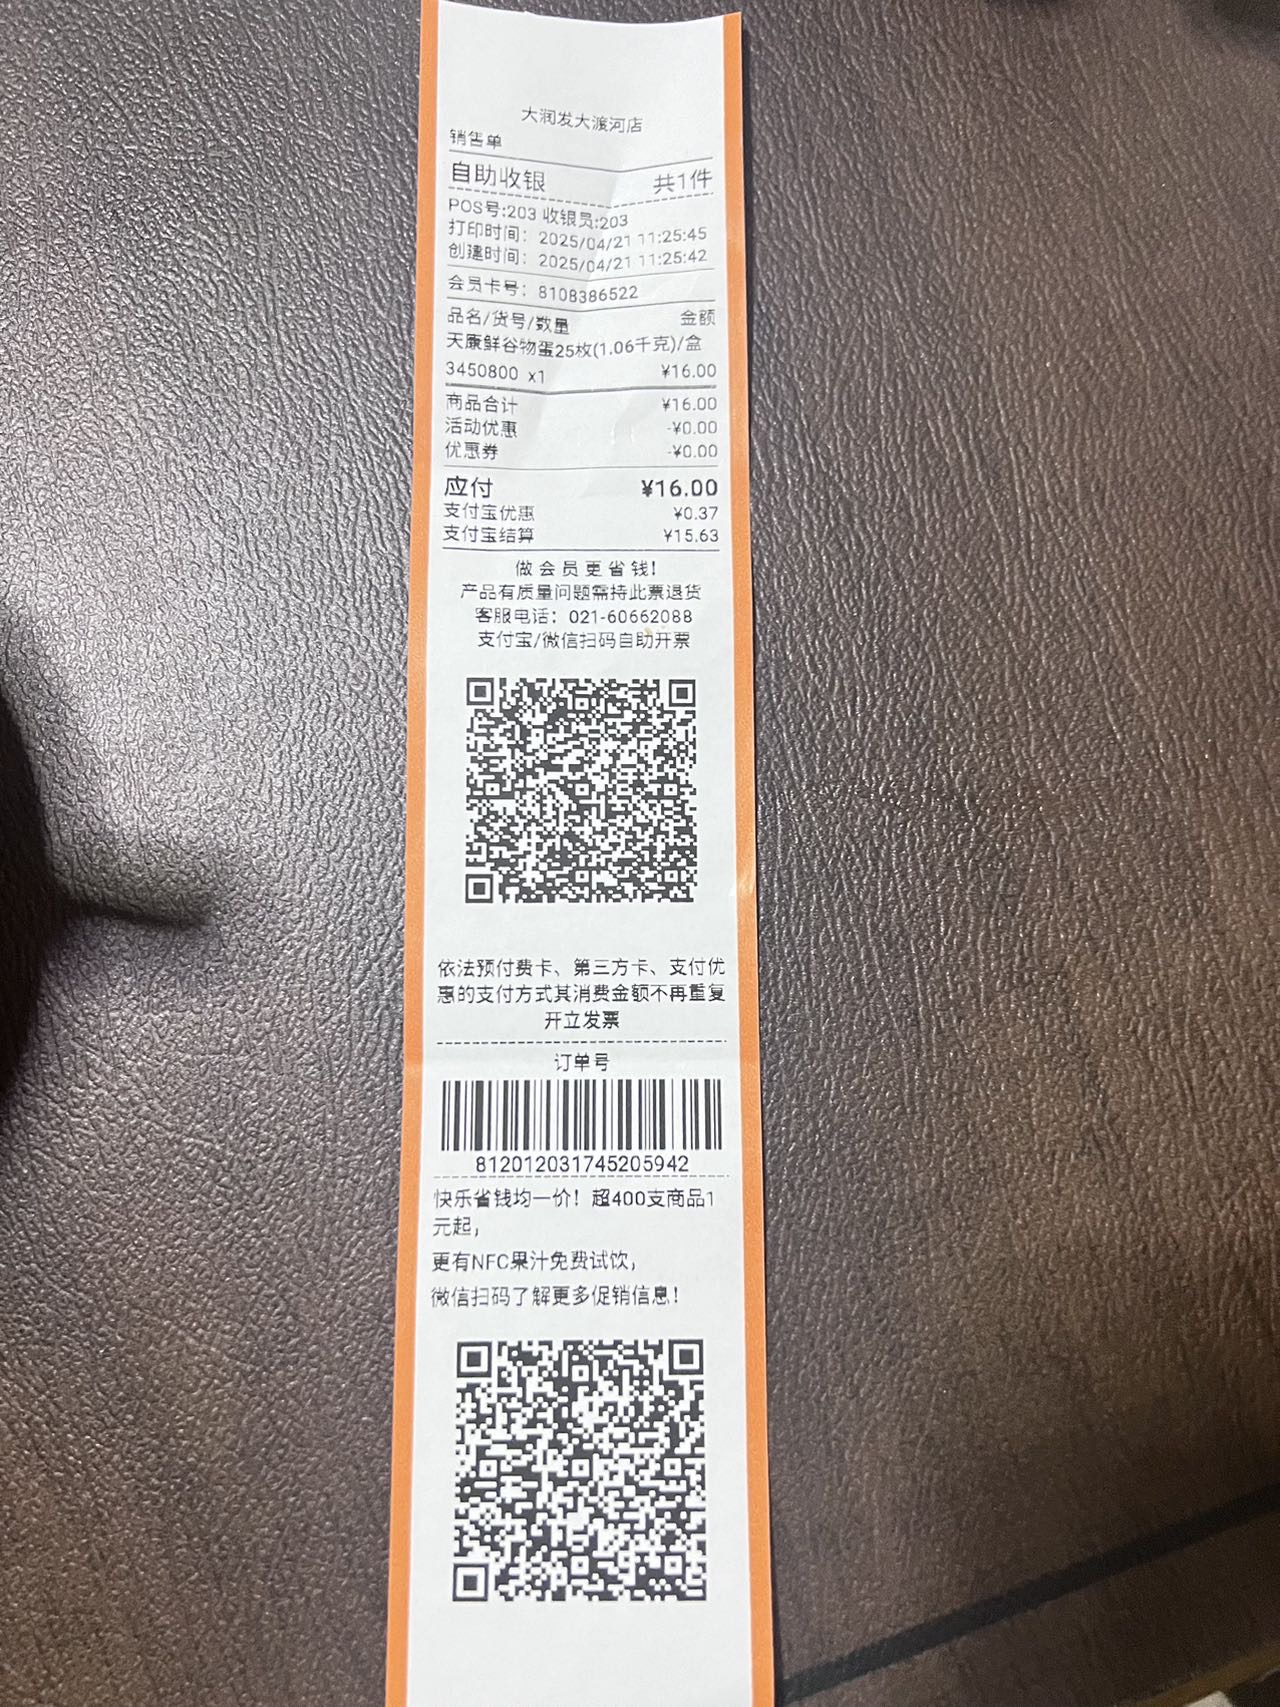 大润发大渡河店
销售单
自助收银 共1件
POS号:203 收银员:203
打印时间: 2025/04/21 11:25:45
创建时间: 2025/04/21 11:25:42
会员卡号: 8108386522
品名/货号/数量 金额
天康鲜谷物蛋25枚(1.06千克)/盒
3450800 x1 ¥16.00
商品合计 ¥16.00
活动优惠 -¥0.00
优惠券 -¥0.00
应付 ¥16.00
支付宝优惠 ¥0.37
支付宝结算 ¥15.63
做会员更省钱!
产品有质量问题需持此票退货
客服电话: 021-60662088
支付宝/微信扫码自助开票
依法预付费卡、第三方卡、支付优
惠的支付方式其消费金额不再重复
开立发票
订单号
812012031745205942
快乐省钱均一价! 超400支商品1
元起,
更有NFC果汁免费试饮,
微信扫码了解更多促销信息!